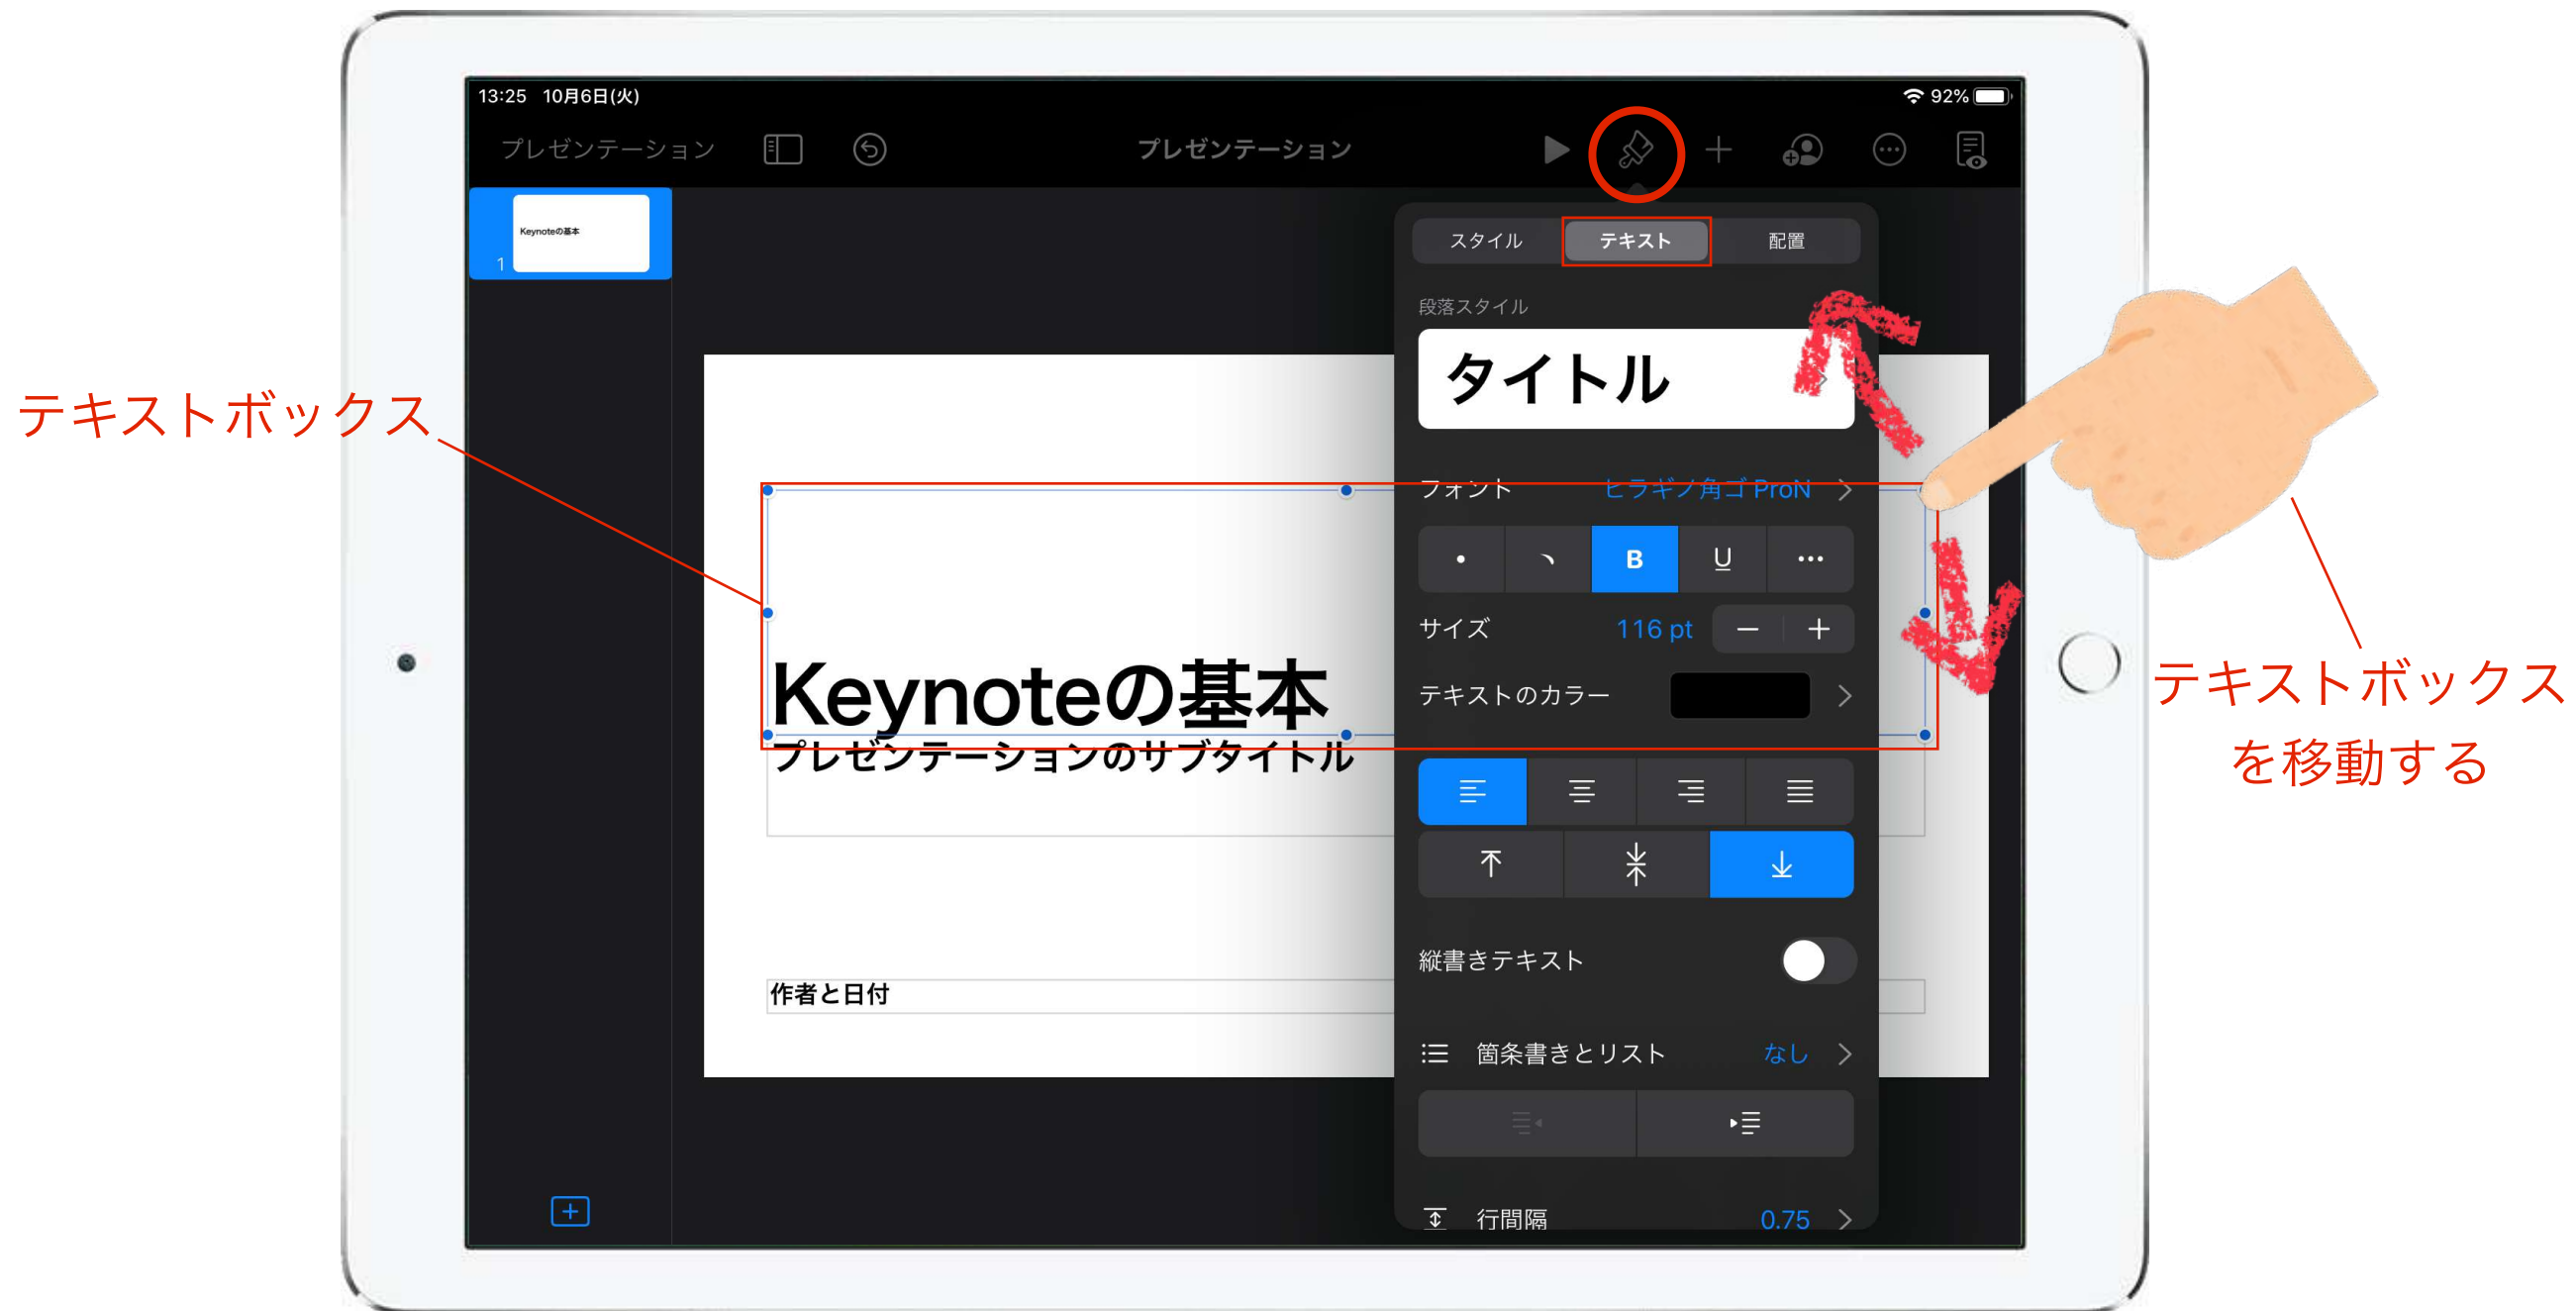 13:25 10月6日(火)
92%
プレゼンテーション
プレゼンテーション
Keynoteの基本
1
スタイル
テキスト
配置
段落スタイル
タイトル
フォント ヒラギノ角ゴ ProN
B U
サイズ 116 pt
テキストのカラー
縦書きテキスト
箇条書きとリスト なし
行間隔 0.75
テキストボックス
Keynoteの基本
プレゼンテーションのサブタイトル
作者と日付
テキストボックス
を移動する